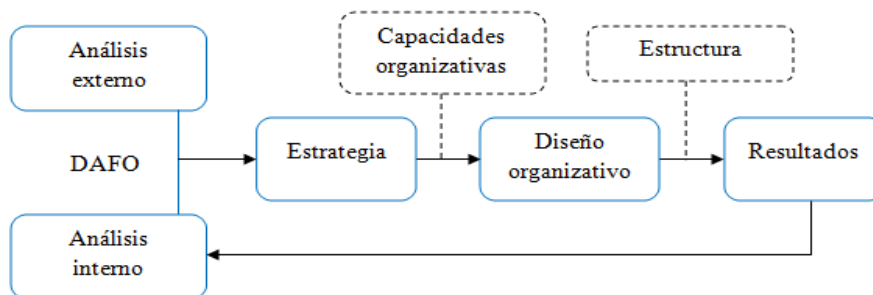 Análisis
externo
DAFO
Análisis
interno
Estrategia
Capacidades
organizativas
Diseño
organizativo
Estructura
Resultados